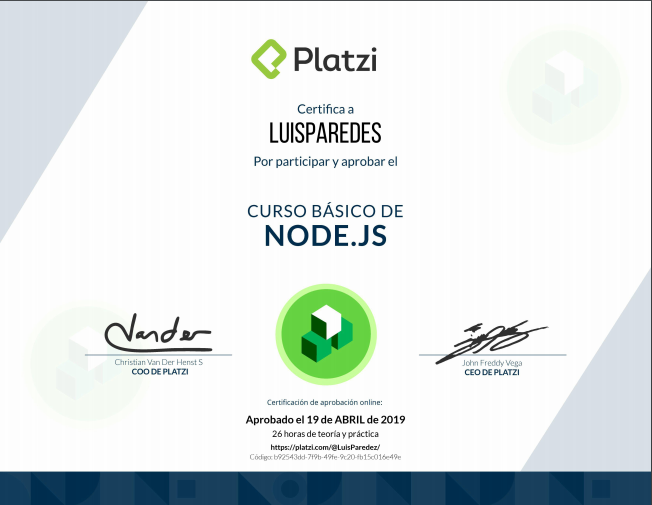 Platzi
Certifica a
LUISPAREDES
Por participar y aprobar el
CURSO BÁSICO DE
NODE.JS
Vander
Christian Van Der Henst S
COO DE PLATZI
John Freddy Vega
CEO DE PLATZI
Certificación de aprobación online:
Aprobado el 19 de ABRIL de 2019
26 horas de teoría y práctica
https://platzi.com/@LuisParedez/
Código: b92543dd-7f9b-49fe-9c20-fb15c016e49e